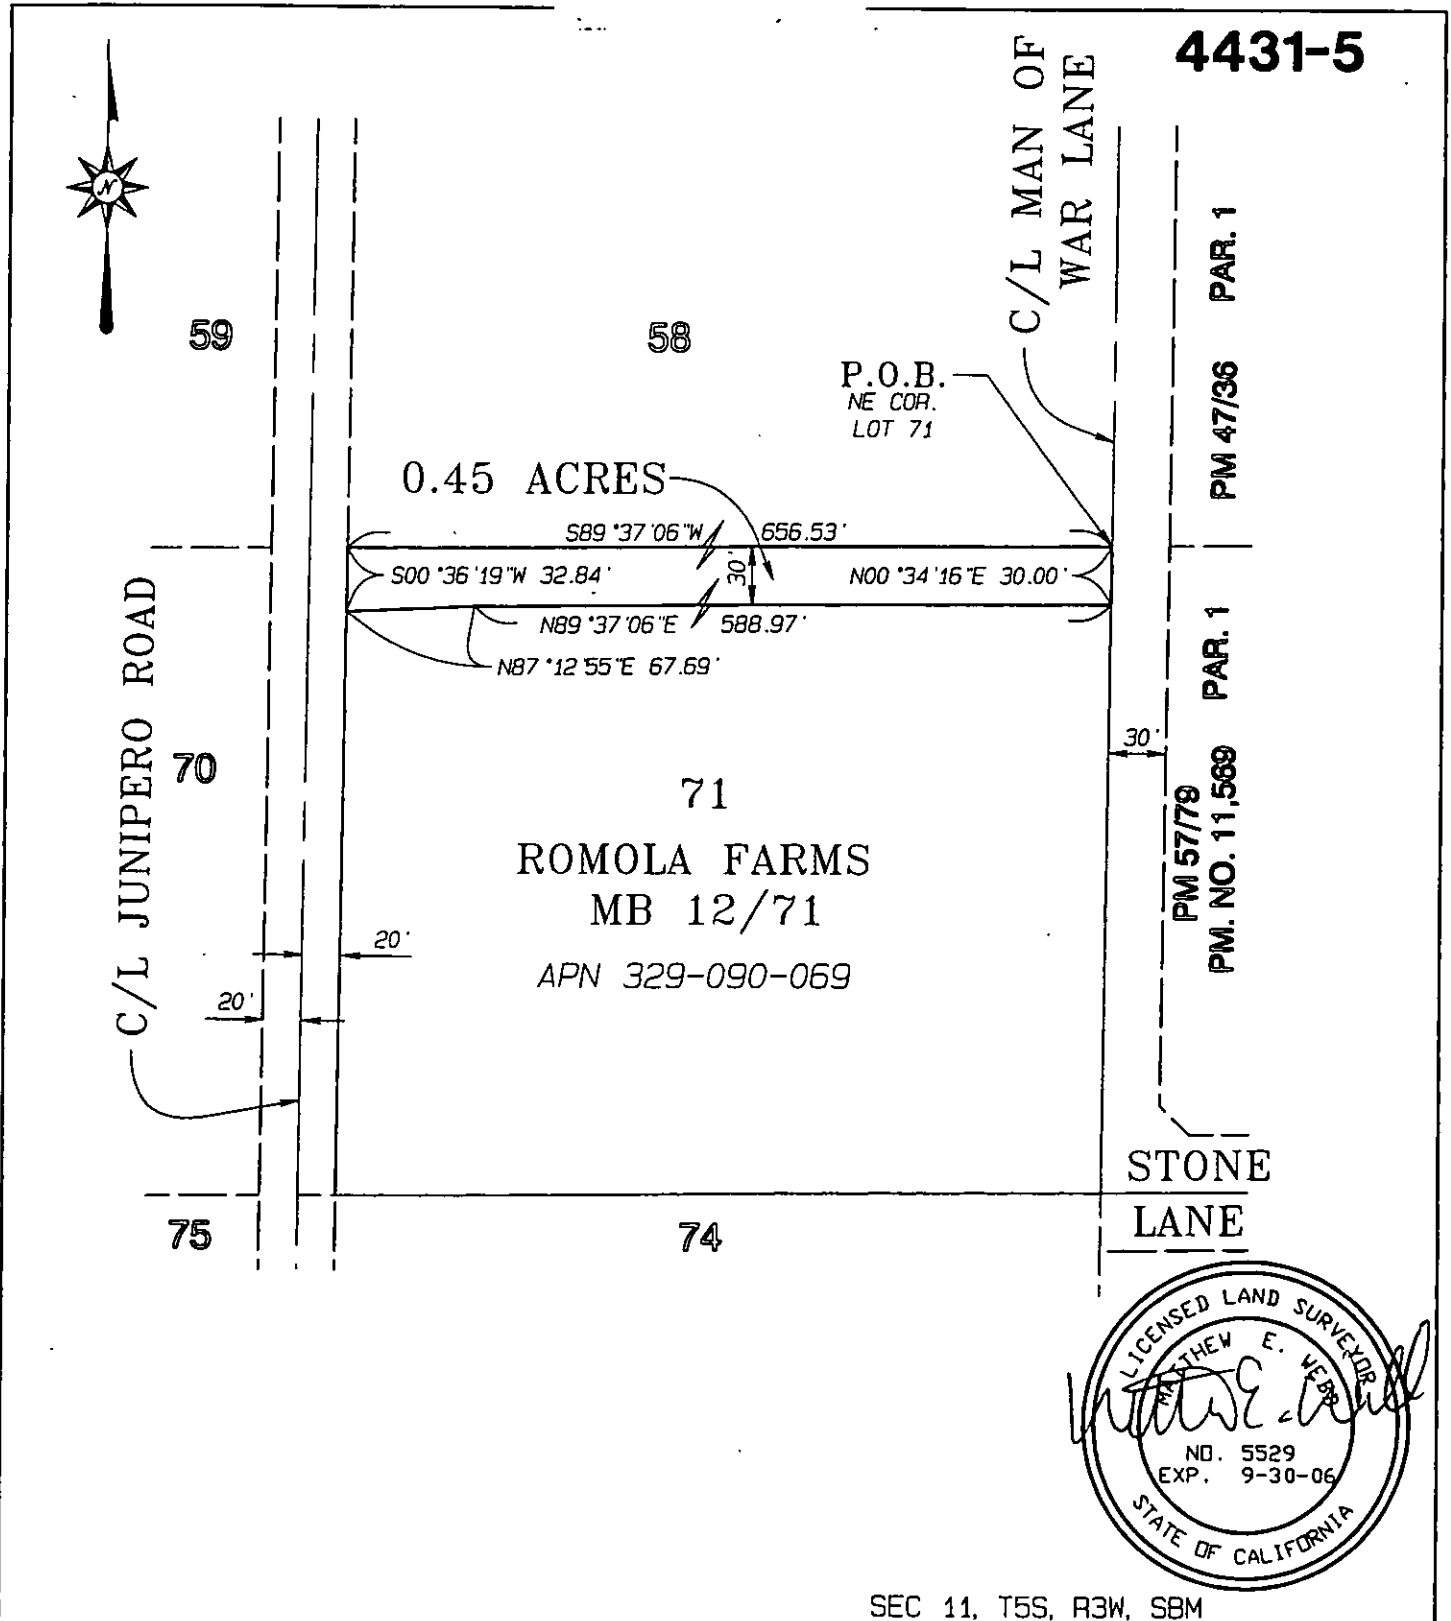 4431-5
C/L MAN OF
WAR LANE
N
59
58
PM 47/36 PAR. 1
P.O.B.
NE COR.
LOT 71
0.45 ACRES
S89°37'06"W 656.53'
S00°36'19"W 32.84'
30'
N00°34'16"E 30.00'
N89°37'06"E 588.97'
N87°12'55"E 67.69'
C/L JUNIPERO ROAD
70
71
ROMOLA FARMS
MB 12/71
APN 329-090-069
30'
PM 57/79
PM. NO. 11,569 PAR. 1
20'
20'
STONE
LANE
75
74
LICENSED LAND SURVEYOR
MATTHEW E. WEBB
NO. 5529
EXP. 9-30-06
STATE OF CALIFORNIA
SEC 11, T5S, R3W, SBM